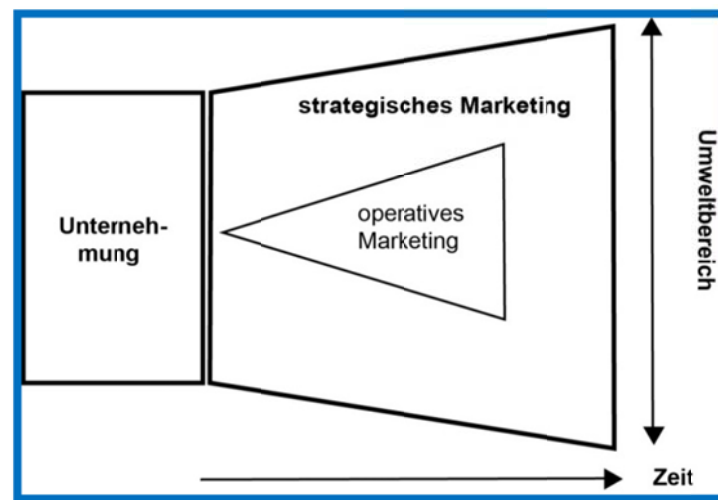 strategisches Marketing
Unterneh-
mung
operatives
Marketing
Umweltbereich
Zeit